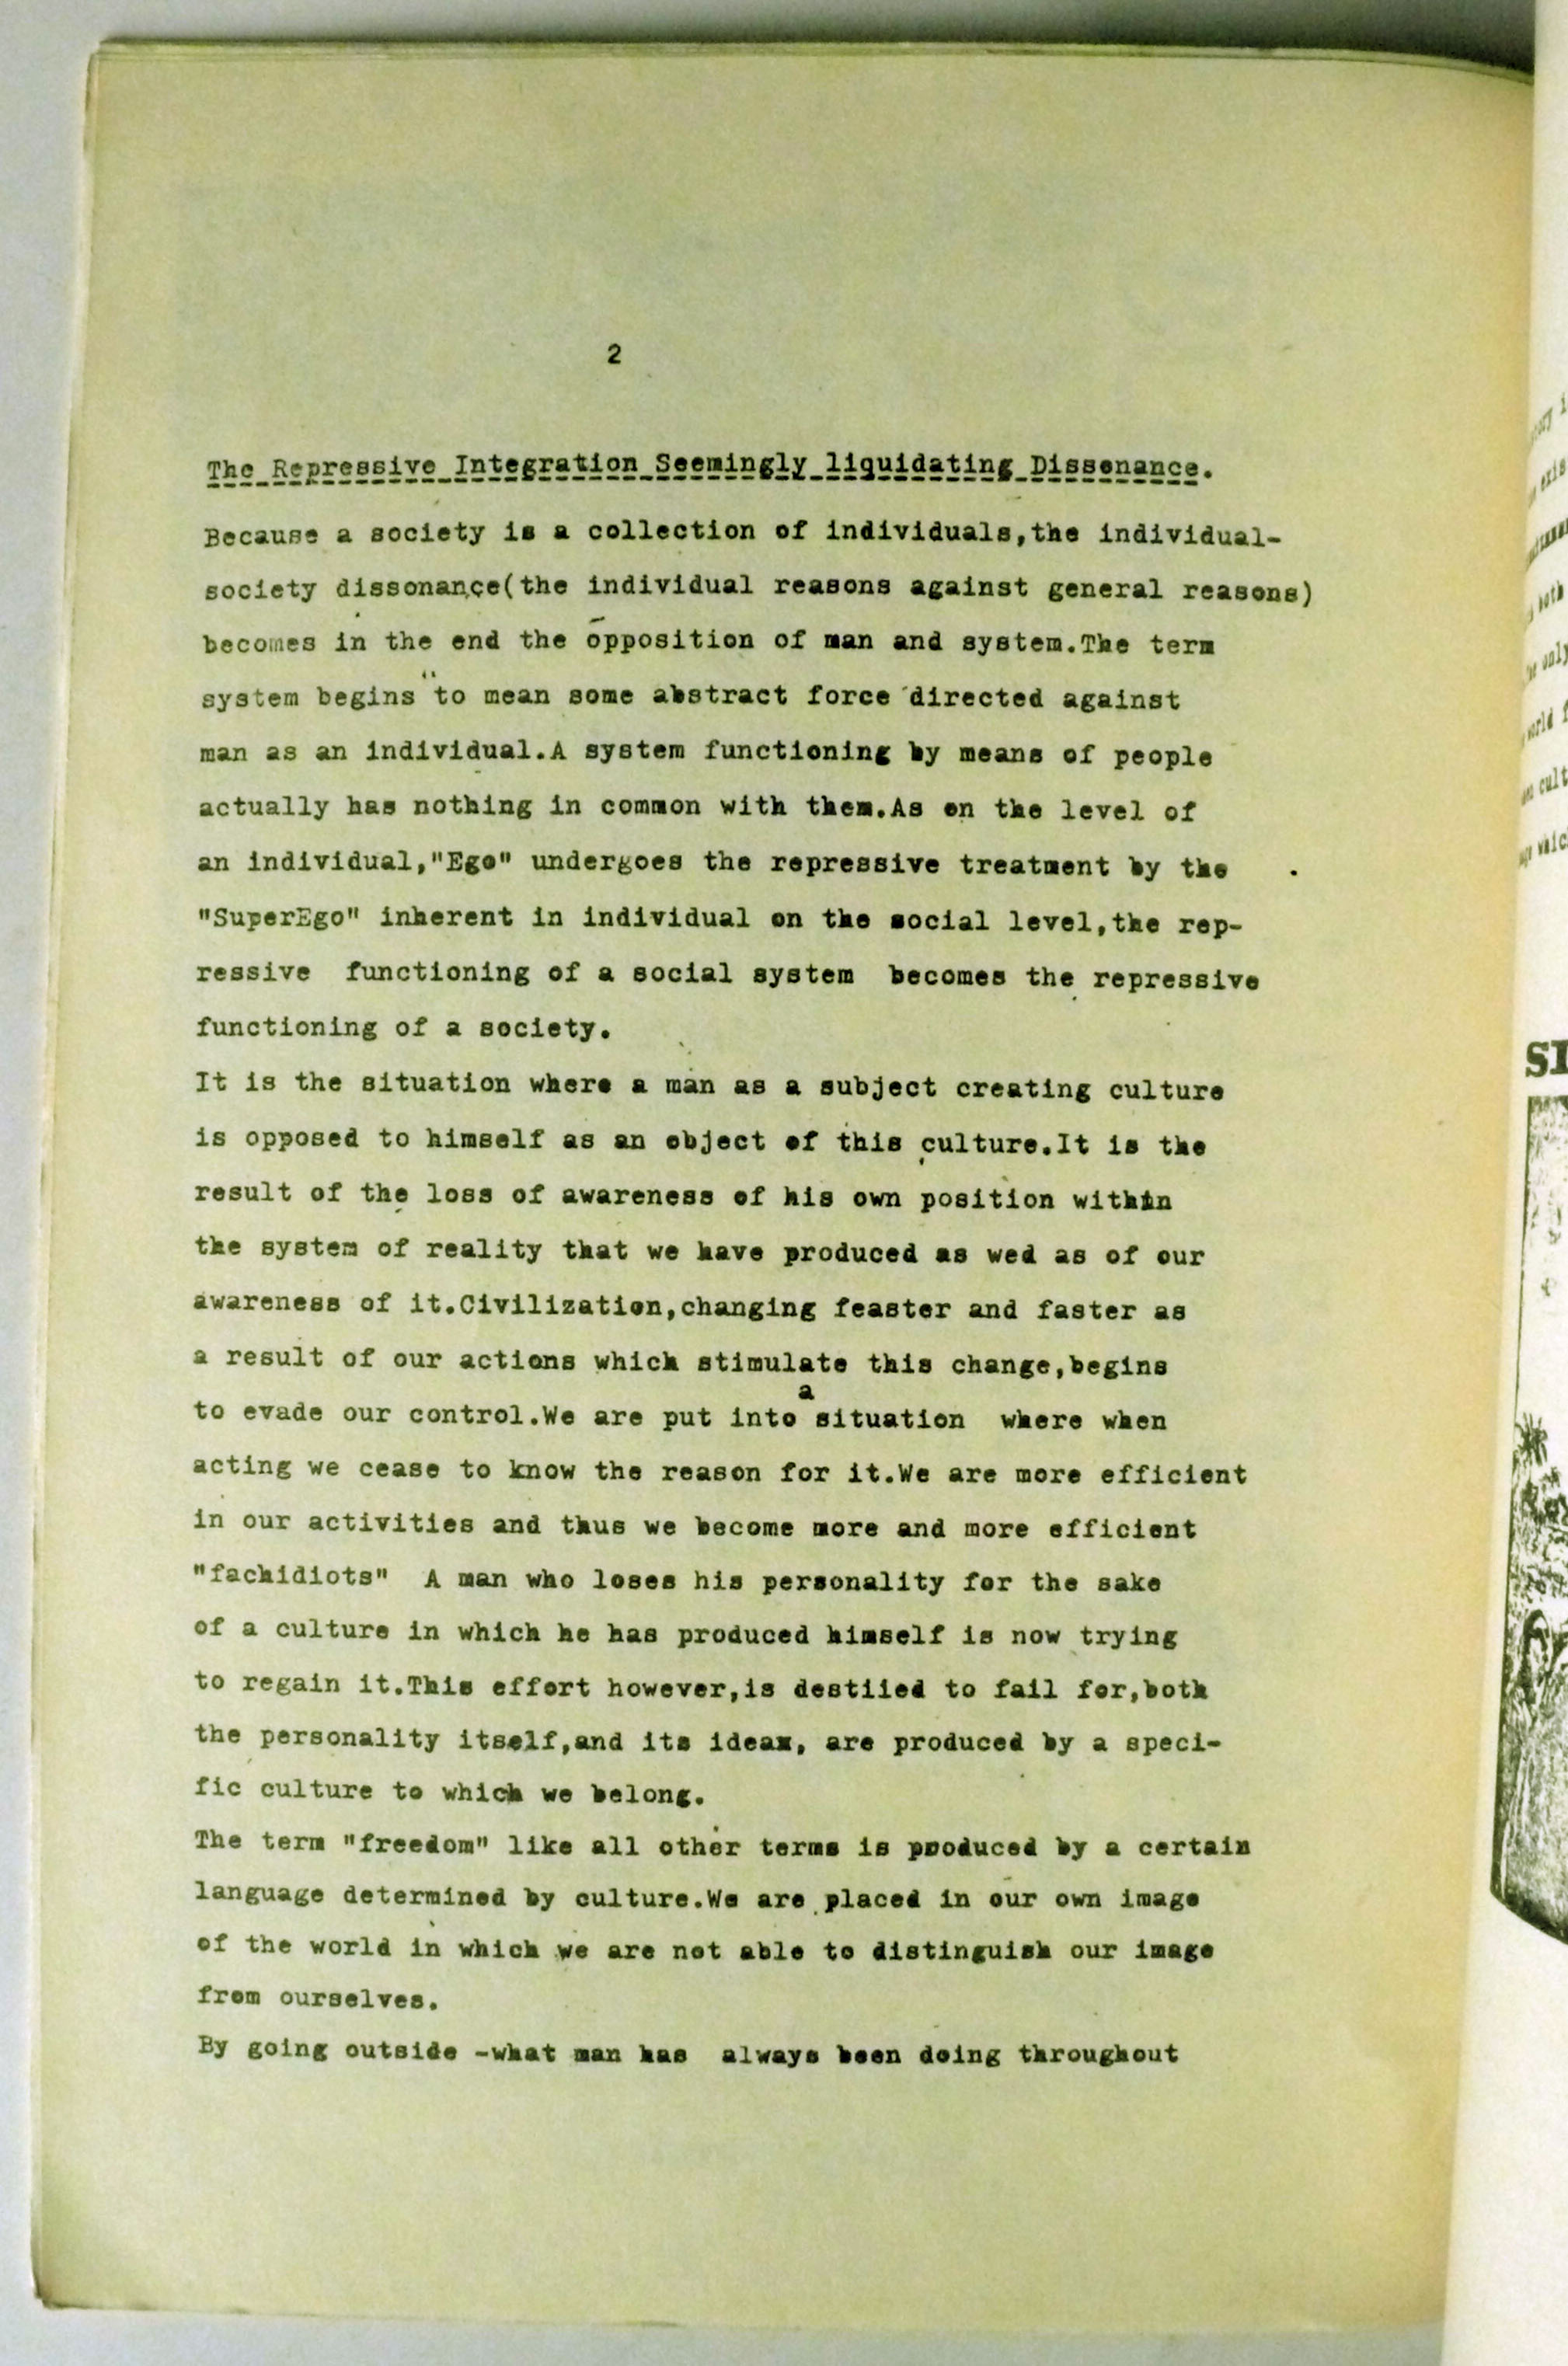 2
The Repressive Integration Seemingly liquidating Dissonance.
Because a society is a collection of individuals,the individual-
society dissonance(the individual reasons against general reasons)
becomes in the end the opposition of man and system.The term
system begins to mean some abstract force directed against
man as an individual.A system functioning by means of people
actually has nothing in common with them.As on the level of
an individual,"Ego" undergoes the repressive treatment by the
"SuperEgo" inherent in individual on the social level,the rep-
ressive functioning of a social system becomes the repressive
functioning of a society.
It is the situation where a man as a subject creating culture
is opposed to himself as an object of this culture.It is the
result of the loss of awareness of his own position within
the system of reality that we have produced as wed as of our
awareness of it.Civilization,changing feaster and faster as
a result of our actions which stimulate this change,begins
to evade our control.We are put into a situation where when
acting we cease to know the reason for it.We are more efficient
in our activities and thus we become more and more efficient
"fachidiots" A man who loses his personality for the sake
of a culture in which he has produced himself is now trying
to regain it.This effort however,is destiied to fail for,both
the personality itself,and its ideax, are produced by a speci-
fic culture to which we belong.
The term "freedom" like all other terms is produced by a certain
language determined by culture.We are placed in our own image
of the world in which we are not able to distinguish our image
from ourselves.
By going outside -what man has always been doing throughout
SI